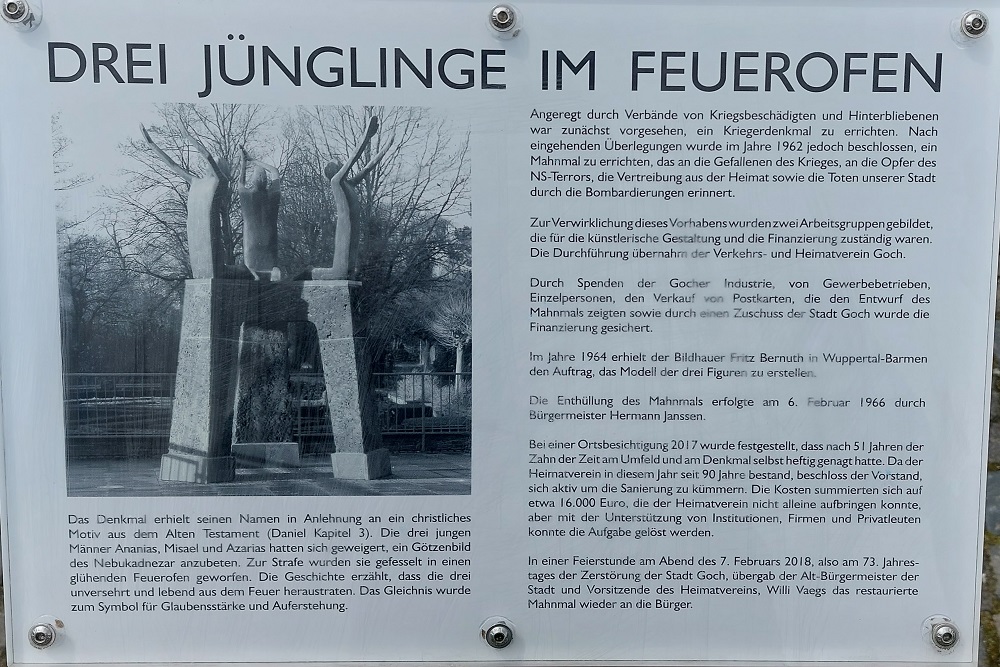 DREI JÜNGLINGE IM FEUEROFEN
Das Denkmal erhielt seinen Namen in Anlehnung an ein christliches
Motiv aus dem Alten Testament (Daniel Kapitel 3). Die drei jungen
Männer Ananias, Misael und Azarias hatten sich geweigert, ein Götzenbild
des Nebukadnezar anzubeten. Zur Strafe wurden sie gefesselt in einen
glühenden Feuerofen geworfen. Die Geschichte erzählt, dass die drei
unversehrt und lebend aus dem Feuer heraustraten. Das Gleichnis wurde
zum Symbol für Glaubensstärke und Auferstehung.
Angeregt durch Verbände von Kriegsbeschädigten und Hinterbliebenen
war zunächst vorgesehen, ein Kriegerdenkmal zu errichten. Nach
eingehenden Überlegungen wurde im Jahre 1962 jedoch beschlossen, ein
Mahnmal zu errichten, das an die Gefallenen des Krieges, an die Opfer des
NS-Terrors, die Vertreibung aus der Heimat sowie die Toten unserer Stadt
durch die Bombardierungen erinnert.
Zur Verwirklichung dieses Vorhabens wurden zwei Arbeitsgruppen gebildet,
die für die künstlerische Gestaltung und die Finanzierung zuständig waren.
Die Durchführung übernahm der Verkehrs- und Heimatverein Goch.
Durch Spenden der Gocher Industrie, von Gewerbebetrieben,
Einzelpersonen, den Verkauf von Postkarten, die den Entwurf des
Mahnmals zeigten sowie durch einen Zuschuss der Stadt Goch wurde die
Finanzierung gesichert.
Im Jahre 1964 erhielt der Bildhauer Fritz Bernuth in Wuppertal-Barmen
den Auftrag, das Modell der drei Figuren zu erstellen.
Die Enthüllung des Mahnmals erfolgte am 6. Februar 1966 durch
Bürgermeister Hermann Janssen.
Bei einer Ortsbesichtigung 2017 wurde festgestellt, dass nach 51 Jahren der
Zahn der Zeit am Umfeld und am Denkmal selbst heftig genagt hatte. Da der
Heimatverein in diesem Jahr seit 90 Jahre bestand, beschloss der Vorstand,
sich aktiv um die Sanierung zu kümmern. Die Kosten summierten sich auf
etwa 16.000 Euro, die der Heimatverein nicht alleine aufbringen konnte,
aber mit der Unterstützung von Institutionen, Firmen und Privatleuten
konnte die Aufgabe gelöst werden.
In einer Feierstunde am Abend des 7. Februars 2018, also am 73. Jahres-
tages der Zerstörung der Stadt Goch, übergab der Alt-Bürgermeister der
Stadt und Vorsitzende des Heimatvereins, Willi Vaegs das restaurierte
Mahnmal wieder an die Bürger.